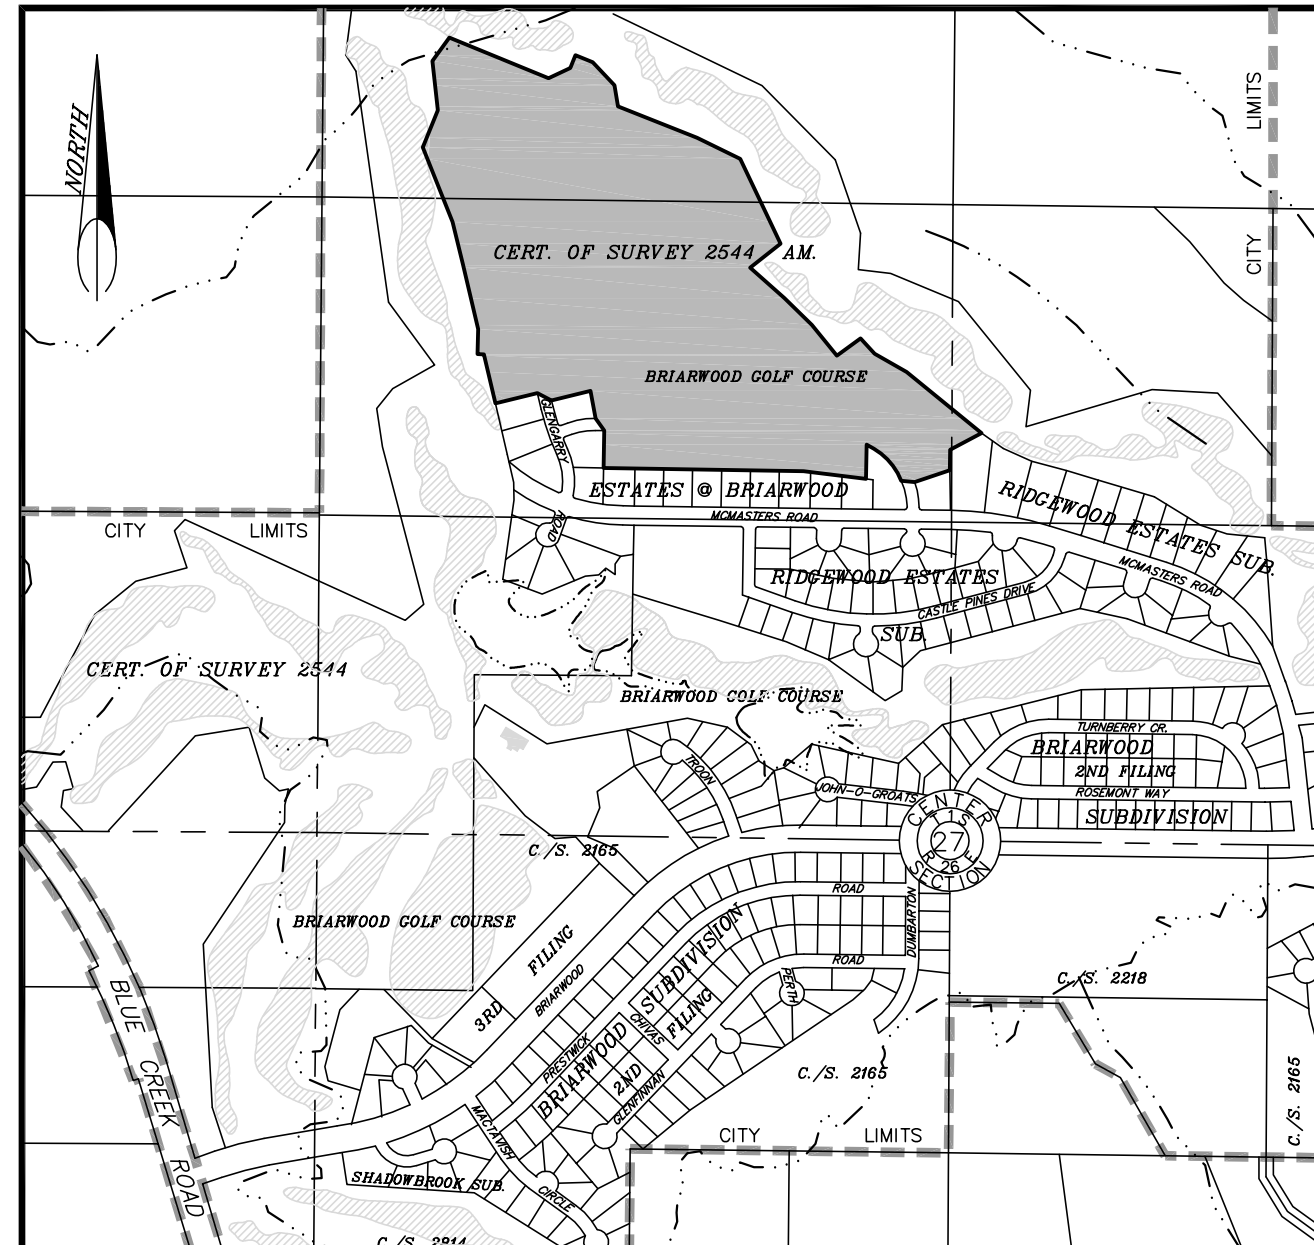 NORTH
LIMITS
CITY
CERT. OF SURVEY 2544 AM.
BRIARWOOD GOLF COURSE
GLENGARRY
ROAD
ESTATES @ BRIARWOOD
MCMASTERS ROAD
RIDGEWOOD ESTATES SUB.
MCMASTERS ROAD
CITY LIMITS
RIDGEWOOD ESTATES
SUB.
CASTLE PINES DRIVE
CERT. OF SURVEY 2544
BRIARWOOD GOLF COURSE
TROON
JOHN-O-GROATS
TURNBERRY CR.
BRIARWOOD
2ND FILING
ROSEMONT WAY
SUBDIVISION
CENTER
T 1 S
27
R 26 E
SECTION
C./S. 2165
BRIARWOOD GOLF COURSE
3RD FILING
BRIARWOOD
ROAD
DUMBARTON
ROAD
PERTH
BRIARWOOD SUBDIVISION
2ND FILING
PRESTWICK
CHIVAS
GLENFINNAN
C./S. 2218
C./S. 2165
C./S. 2165
CITY LIMITS
BLUE CREEK ROAD
MACTAVISH
CIRCLE
SHADOWBROOK SUB.
C./S. 2814